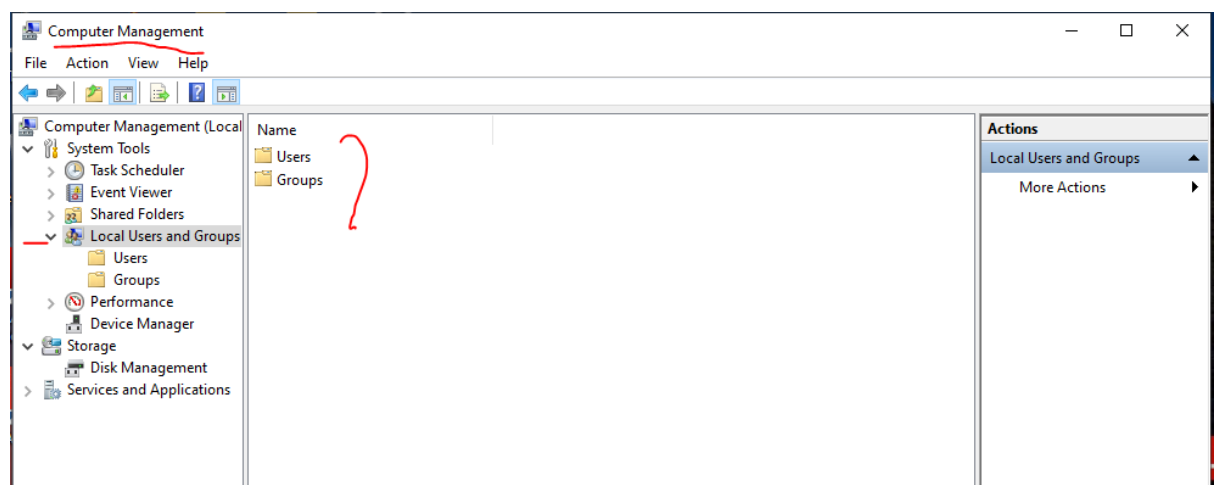 Computer Management
File Action View Help
Computer Management (Local
System Tools
Task Scheduler
Event Viewer
Shared Folders
Local Users and Groups
Users
Groups
Performance
Device Manager
Storage
Disk Management
Services and Applications
Name
Users
Groups
Actions
Local Users and Groups
More Actions